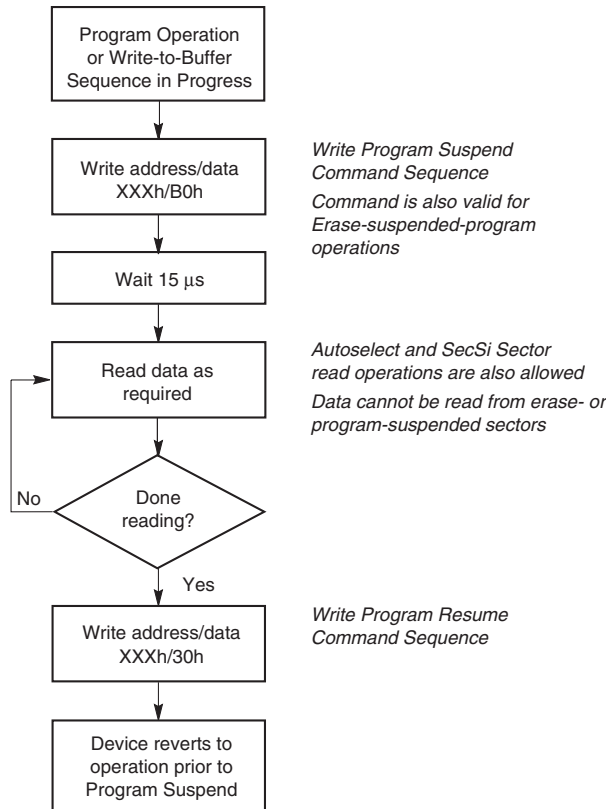 Program Operation
or Write-to-Buffer
Sequence in Progress
Write address/data
XXXh/B0h
Write Program Suspend
Command Sequence
Command is also valid for
Erase-suspended-program
operations
Wait 15 μs
Read data as
required
Autoselect and SecSi Sector
read operations are also allowed
Data cannot be read from erase- or
program-suspended sectors
No
Done
reading?
Yes
Write address/data
XXXh/30h
Write Program Resume
Command Sequence
Device reverts to
operation prior to
Program Suspend